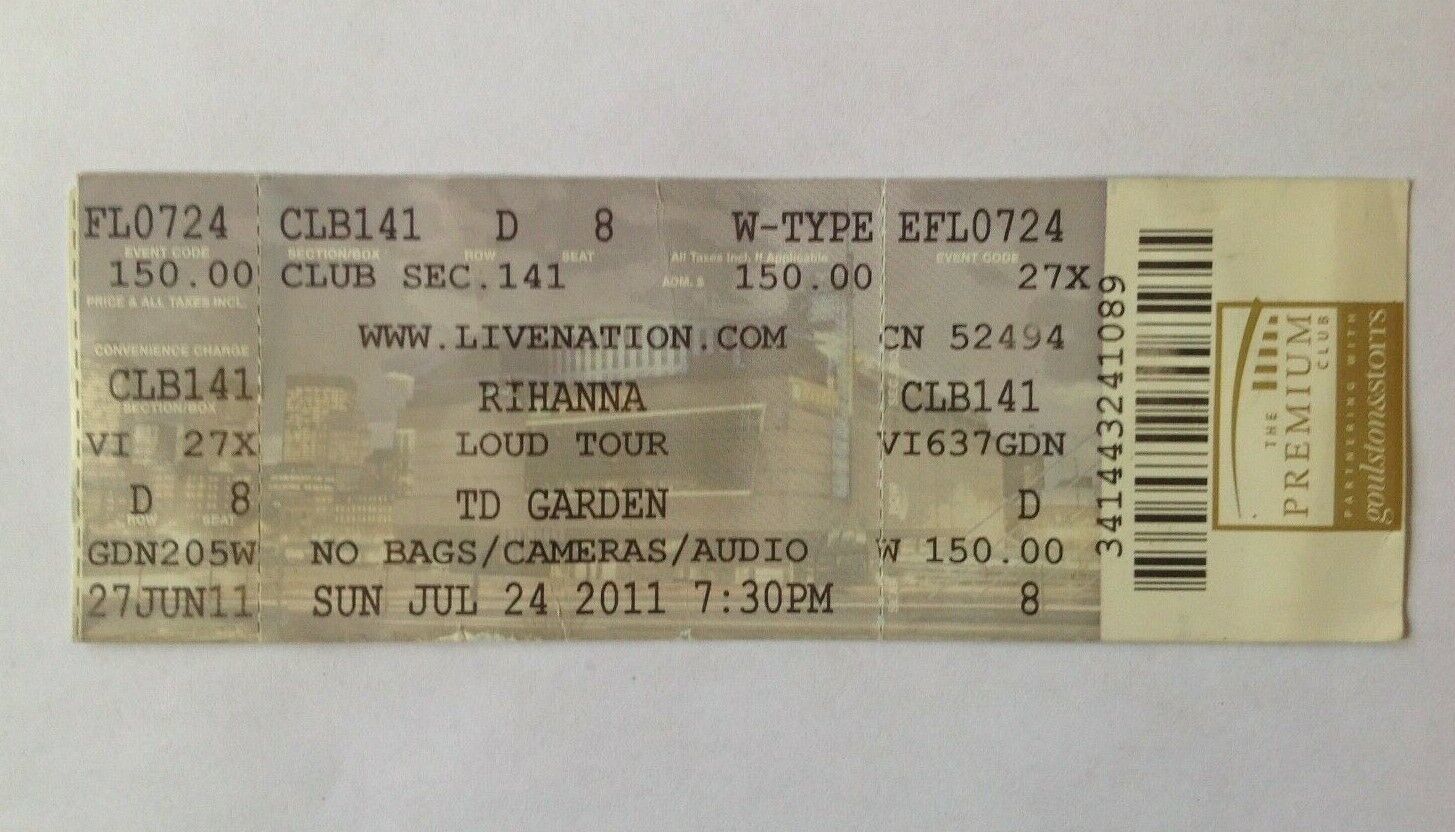 FL0724 CLB141 D 8 W-TYPE EFL0724
EVENT CODE SECTION/BOX ROW SEAT All Taxes Incl. If Applicable EVENT CODE
150.00 CLUB SEC.141 ADM. $ 150.00 27X
PRICE & ALL TAXES INCL.
WWW.LIVENATION.COM CN 52494
CONVENIENCE CHARGE
CLB141 RIHANNA CLB141
SECTION/BOX
VI 27X LOUD TOUR VI637GDN
D 8 TD GARDEN D
ROW SEAT
GDN205W NO BAGS/CAMERAS/AUDIO W 150.00
27JUN11 SUN JUL 24 2011 7:30PM 8
341443241089
THE
PREMIUM
CLUB
PARTNERING WITH
goulston&storrs